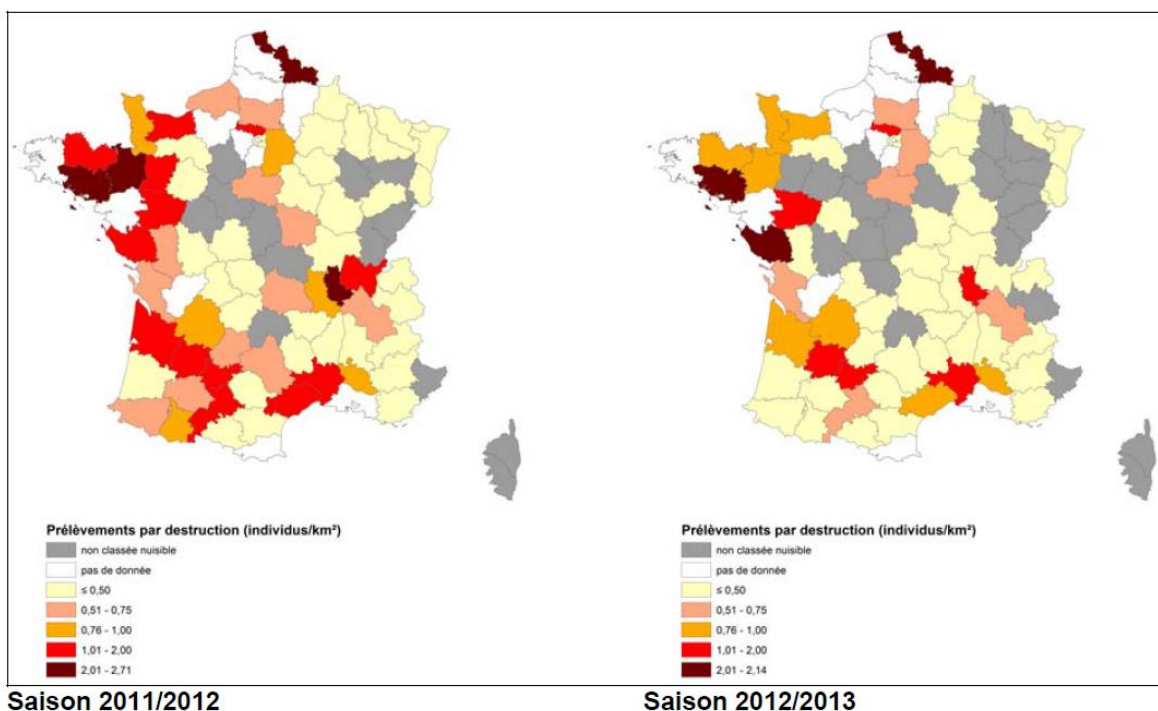 Prélèvements par destruction (individus/km²)
non classée nuisible
pas de donnée
≤ 0,50
0,51 - 0,75
0,76 - 1,00
1,01 - 2,00
2,01 - 2,71
Saison 2011/2012
Prélèvements par destruction (individus/km²)
non classée nuisible
pas de donnée
≤ 0,50
0,51 - 0,75
0,76 - 1,00
1,01 - 2,00
2,01 - 2,14
Saison 2012/2013